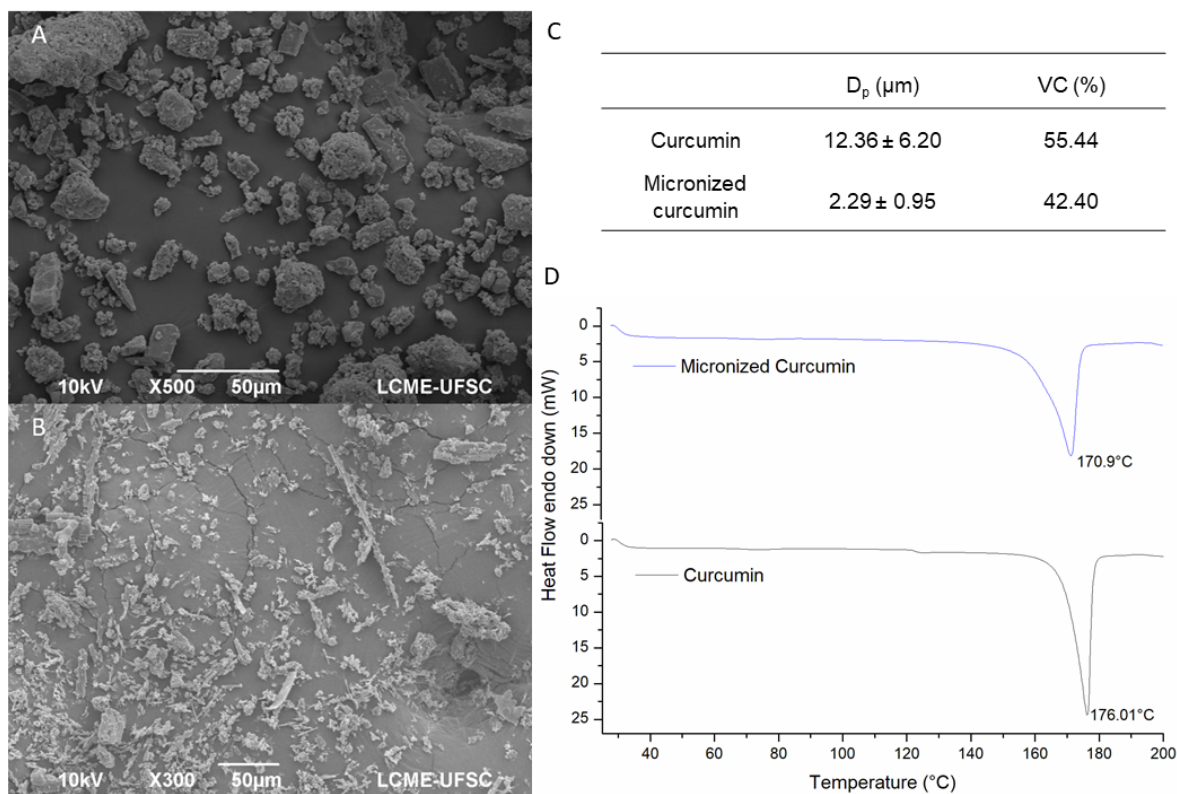 A
10kV X500 50µm LCME-UFSC
B
10kV X300 50µm LCME-UFSC
C
Dp (µm) VC (%)
Curcumin 12.36 ± 6.20 55.44
Micronized
curcumin 2.29 ± 0.95 42.40
D
Heat Flow endo down (mW)
0
5
10
15
20
25
Micronized Curcumin
170.9°C
0
5
10
15
20
25
Curcumin
176.01°C
40 60 80 100 120 140 160 180 200
Temperature (°C)